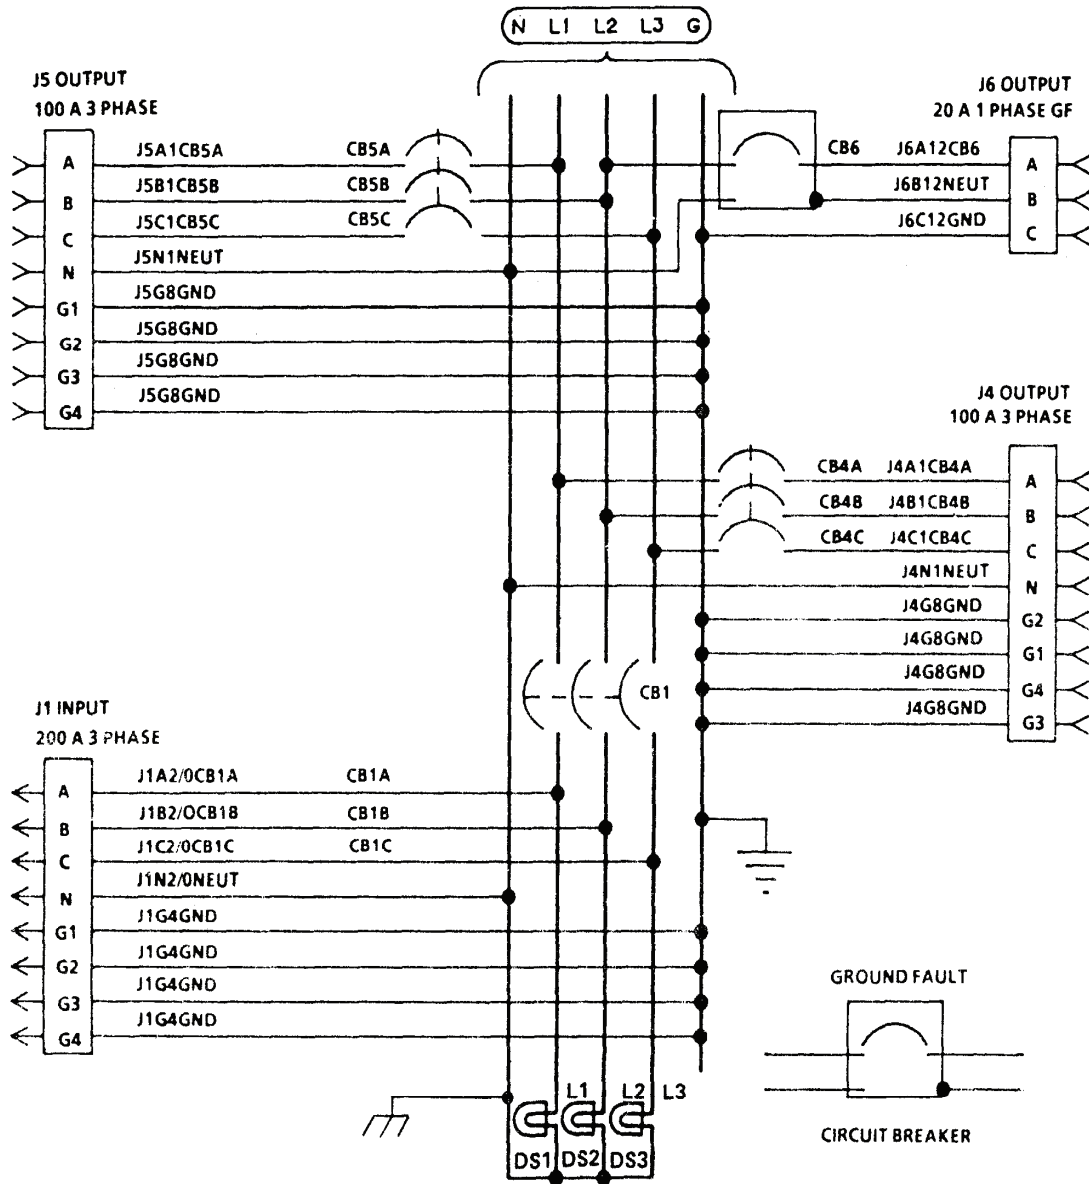 N L1 L2 L3 G
J5 OUTPUT
100 A 3 PHASE
A J5A1CB5A CB5A
B J5B1CB5B CB5B
C J5C1CB5C CB5C
N J5N1NEUT
G1 J5G8GND
G2 J5G8GND
G3 J5G8GND
G4 J5G8GND
J6 OUTPUT
20 A 1 PHASE GF
CB6 J6A12CB6 A
J6B12NEUT B
J6C12GND C
J4 OUTPUT
100 A 3 PHASE
CB4A J4A1CB4A A
CB4B J4B1CB4B B
CB4C J4C1CB4C C
J4N1NEUT N
J4G8GND G2
J4G8GND G1
J4G8GND G4
J4G8GND G3
CB1
J1 INPUT
200 A 3 PHASE
A J1A2/0CB1A CB1A
B J1B2/0CB1B CB1B
C J1C2/0CB1C CB1C
N J1N2/0NEUT
G1 J1G4GND
G2 J1G4GND
G3 J1G4GND
G4 J1G4GND
L1 L2 L3
DS1 DS2 DS3
GROUND FAULT
CIRCUIT BREAKER